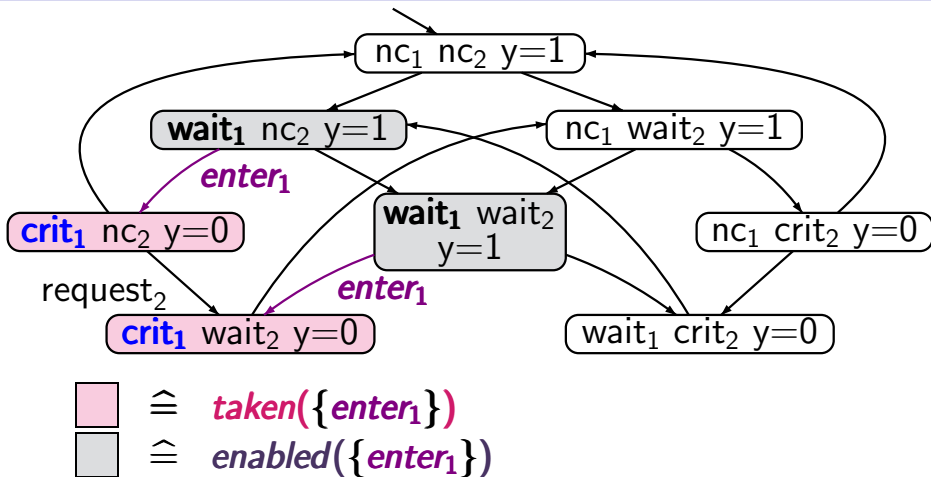 nc₁ nc₂ y=1
wait₁ nc₂ y=1
nc₁ wait₂ y=1
enter₁
crit₁ nc₂ y=0
wait₁ wait₂
y=1
nc₁ crit₂ y=0
request₂
enter₁
crit₁ wait₂ y=0
wait₁ crit₂ y=0
≙ taken({enter₁})
≙ enabled({enter₁})